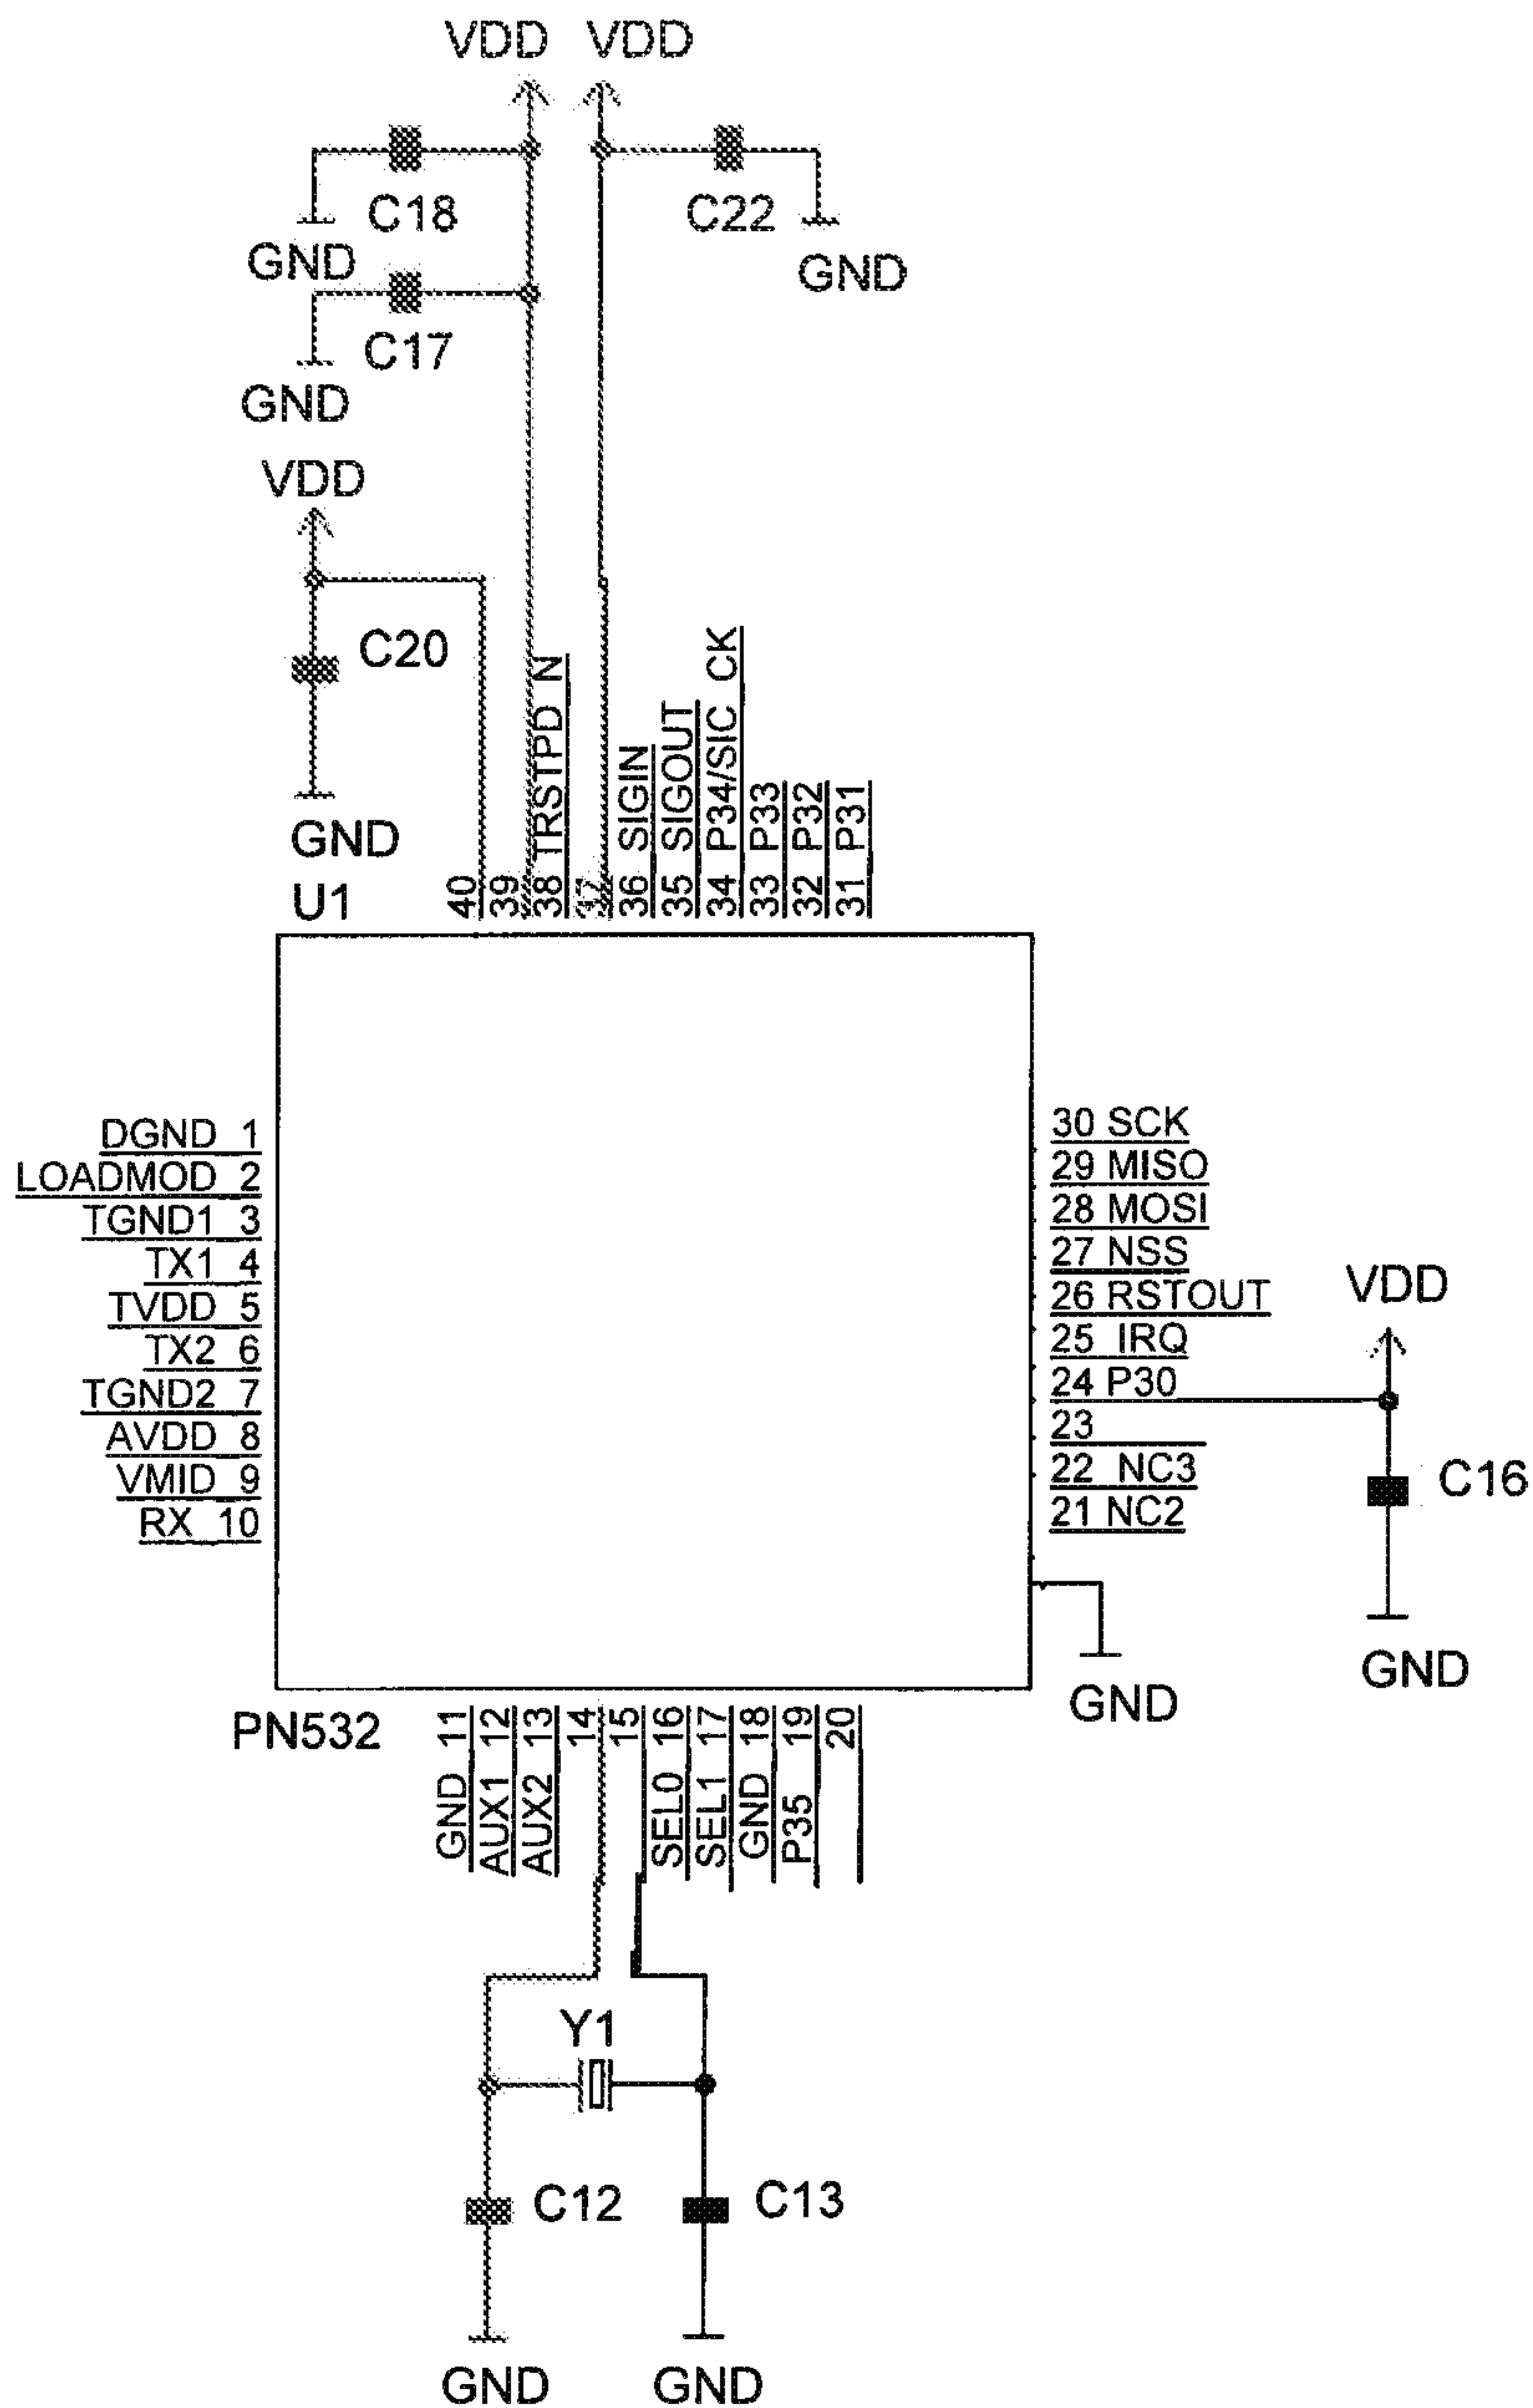 VDD VDD
C18 C22
GND GND
C17
GND
VDD
C20
GND
U1
40
39
38 TRSTPD N
37
36 SIGIN
35 SIGOUT
34 P34/SIC CK
33 P33
32 P32
31 P31
DGND 1
LOADMOD 2
TGND1 3
TX1 4
TVDD 5
TX2 6
TGND2 7
AVDD 8
VMID 9
RX 10
30 SCK
29 MISO
28 MOSI
27 NSS
26 RSTOUT
25 IRQ
24 P30
23
22 NC3
21 NC2
VDD
C16
GND
GND
PN532
GND 11
AUX1 12
AUX2 13
14
15
SEL0 16
SEL1 17
GND 18
P35 19
20
Y1
C12 C13
GND GND